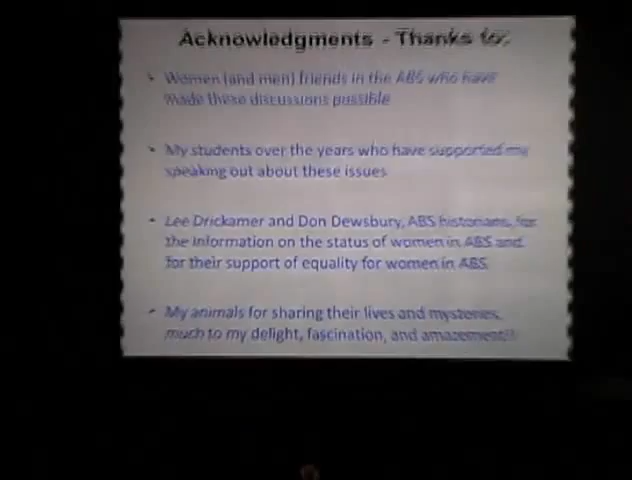 Acknowledgments - Thanks to:
• Women (and men) friends in the ABS who have
made these discussions possible
• My students over the years who have supported my
speaking out about these issues
• Lee Drickamer and Don Dewsbury, ABS historians, for
the information on the status of women in ABS and
for their support of equality for women in ABS
• My animals for sharing their lives and mysteries,
much to my delight, fascination, and amazement!!